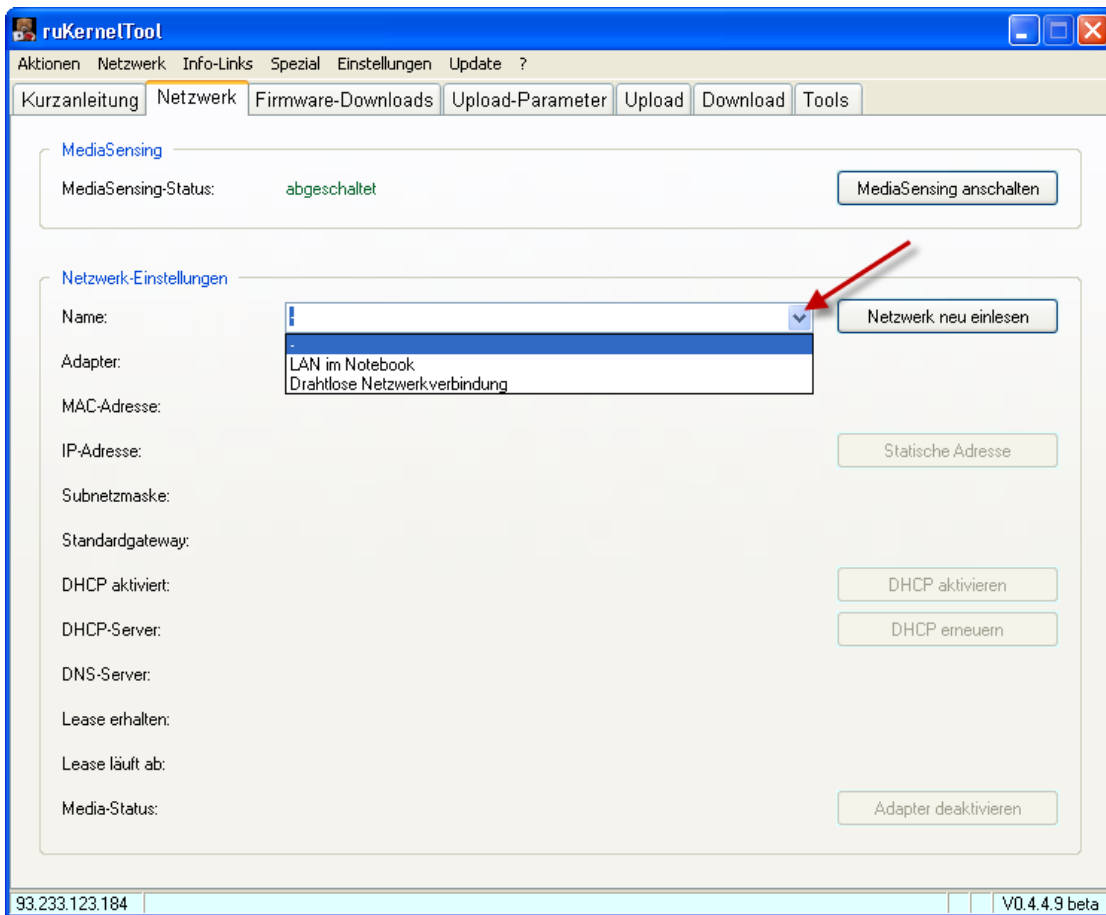 ruKernelTool
Aktionen Netzwerk Info-Links Spezial Einstellungen Update ?
Kurzanleitung Netzwerk Firmware-Downloads Upload-Parameter Upload Download Tools
MediaSensing
MediaSensing-Status: abgeschaltet MediaSensing anschalten
Netzwerk-Einstellungen
Name: - Netzwerk neu einlesen
-
Adapter: LAN im Notebook
Drahtlose Netzwerkverbindung
MAC-Adresse:
IP-Adresse: Statische Adresse
Subnetzmaske:
Standardgateway:
DHCP aktiviert: DHCP aktivieren
DHCP-Server: DHCP erneuern
DNS-Server:
Lease erhalten:
Lease läuft ab:
Media-Status: Adapter deaktivieren
93.233.123.184 V0.4.4.9 beta